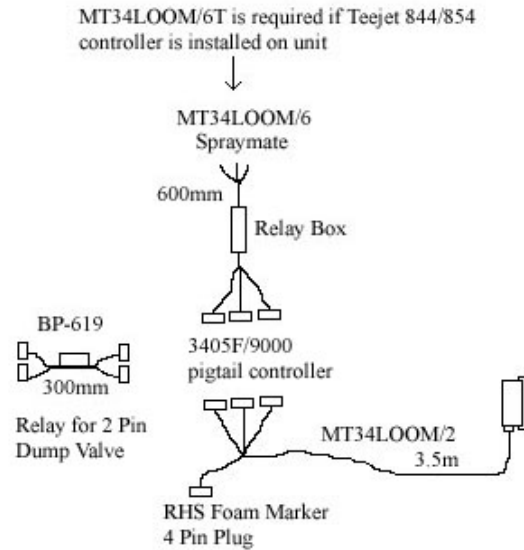 MT34LOOM/6T is required if Teejet 844/854
controller is installed on unit
MT34LOOM/6
Spraymate
600mm
Relay Box
BP-619
300mm
Relay for 2 Pin
Dump Valve
3405F/9000
pigtail controller
MT34LOOM/2
3.5m
RHS Foam Marker
4 Pin Plug